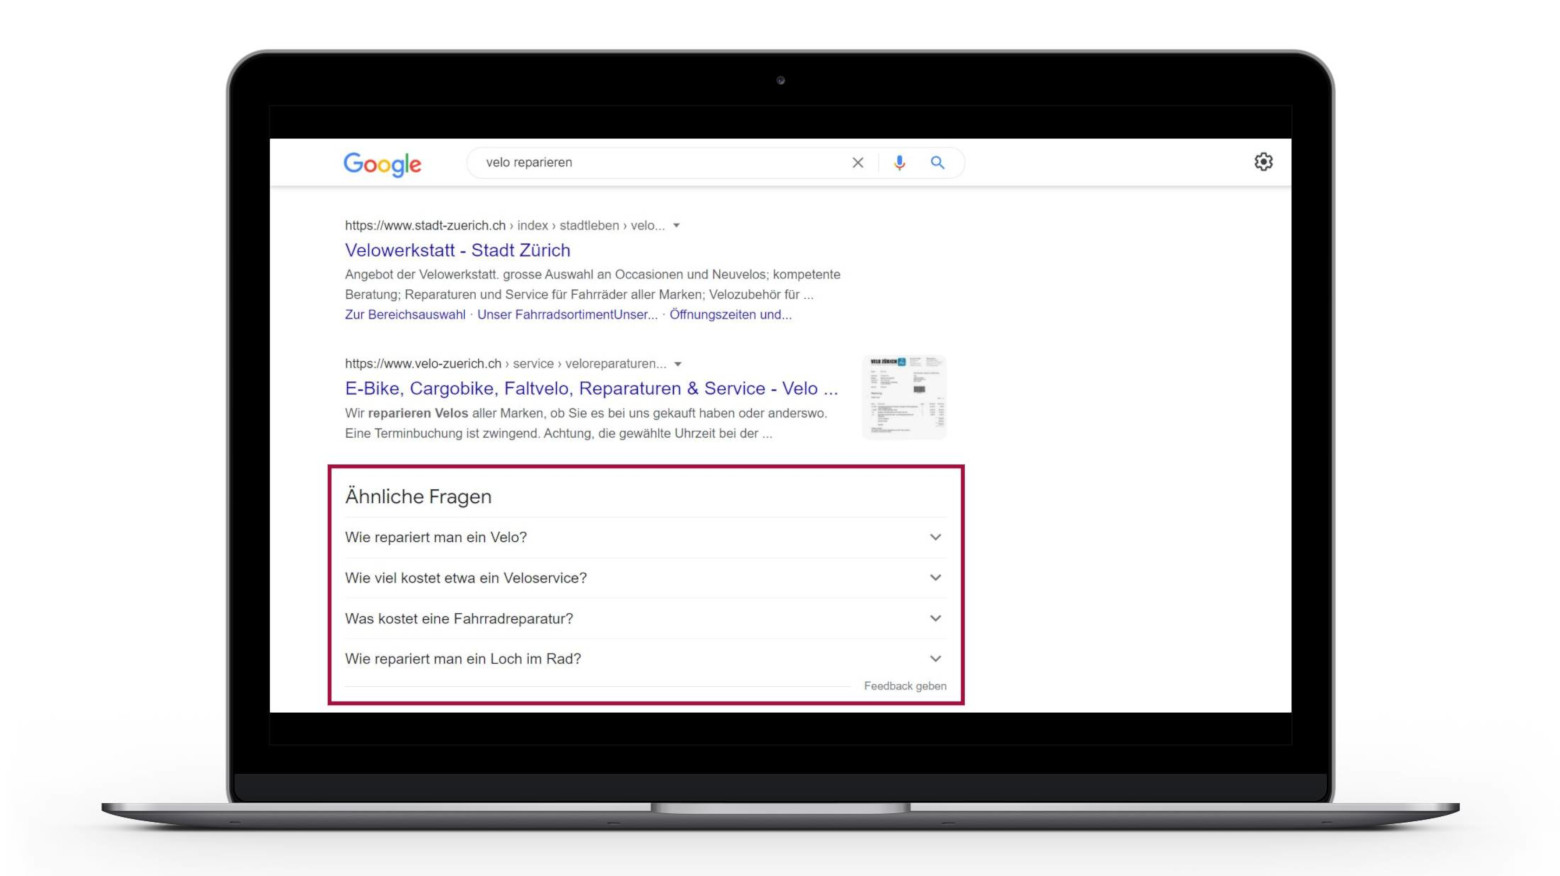 Google
velo reparieren
https://www.stadt-zuerich.ch › index › stadtleben › velo...
Velowerkstatt - Stadt Zürich
Angebot der Velowerkstatt. grosse Auswahl an Occasionen und Neuvelos; kompetente
Beratung; Reparaturen und Service für Fahrräder aller Marken; Velozubehör für ...
Zur Bereichsauswahl · Unser FahrradsortimentUnser... · Öffnungszeiten und...
https://www.velo-zuerich.ch › service › veloreparaturen...
E-Bike, Cargobike, Faltvelo, Reparaturen & Service - Velo ...
Wir reparieren Velos aller Marken, ob Sie es bei uns gekauft haben oder anderswo.
Eine Terminbuchung ist zwingend. Achtung, die gewählte Uhrzeit bei der ...
VELO ZÜRICH
Ähnliche Fragen
Wie repariert man ein Velo?
Wie viel kostet etwa ein Veloservice?
Was kostet eine Fahrradreparatur?
Wie repariert man ein Loch im Rad?
Feedback geben